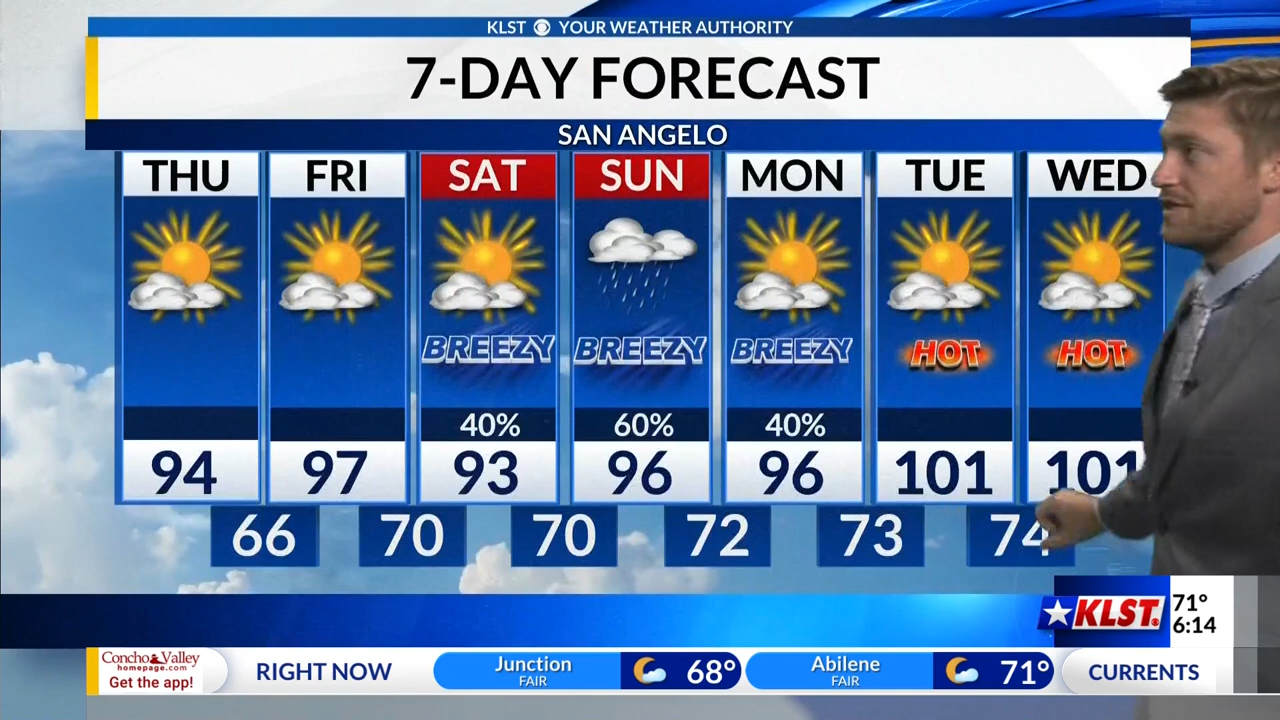 KLST YOUR WEATHER AUTHORITY
7-DAY FORECAST
SAN ANGELO
THU FRI SAT SUN MON TUE WED
BREEZY BREEZY BREEZY HOT HOT
40% 60% 40%
94 97 93 96 96 101 101
66 70 70 72 73 74
KLST
71°
6:14
Concho Valley
homepage.com
Get the app!
RIGHT NOW
Junction
FAIR
68°
Abilene
FAIR
71°
CURRENTS